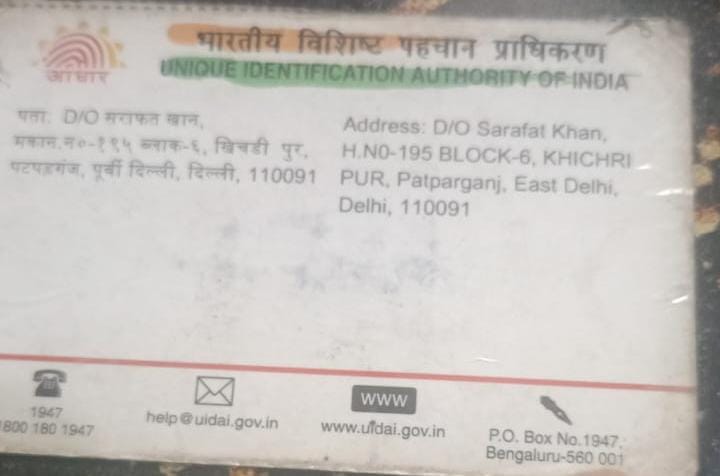 आधार
भारतीय विशिष्ट पहचान प्राधिकरण
UNIQUE IDENTIFICATION AUTHORITY OF INDIA
पता: D/O सराफत खान,
मकान.न०-१९५ ब्लाक-६, खिचडी पुर,
पटपड़गंज, पूर्वी दिल्ली, दिल्ली, 110091
Address: D/O Sarafat Khan,
H.N0-195 BLOCK-6, KHICHRI
PUR, Patparganj, East Delhi,
Delhi, 110091
1947
1800 180 1947
help@uidai.gov.in
www
www.uidai.gov.in
P.O. Box No.1947,
Bengaluru-560 001